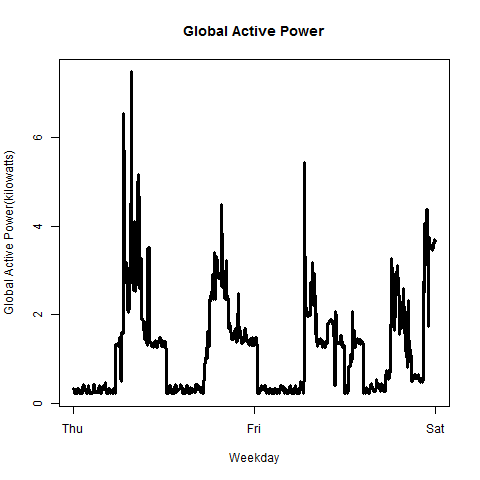 Global Active Power
Global Active Power(kilowatts)
6
4
2
0
Thu Fri Sat
Weekday